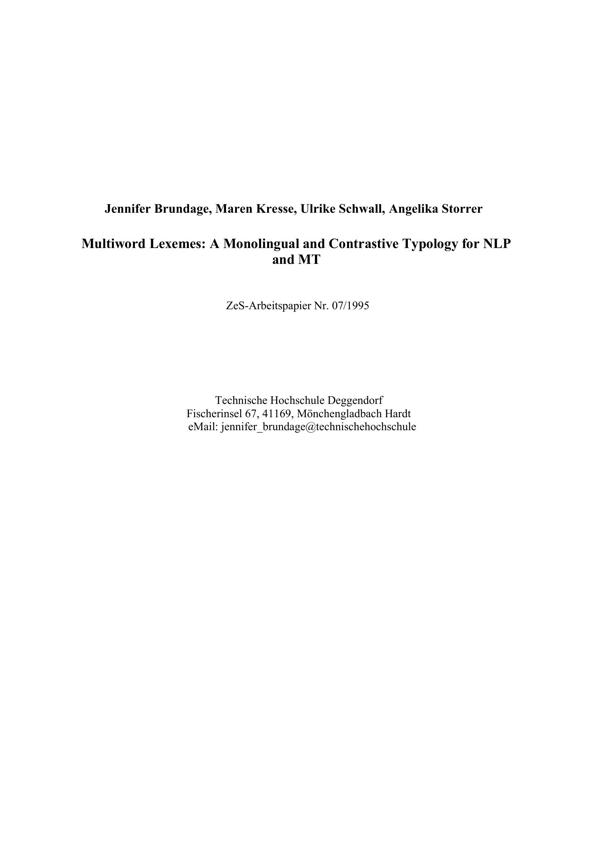 Jennifer Brundage, Maren Kresse, Ulrike Schwall, Angelika Storrer
Multiword Lexemes: A Monolingual and Contrastive Typology for NLP
and MT
ZeS-Arbeitspapier Nr. 07/1995
Technische Hochschule Deggendorf
Fischerinsel 67, 41169, Mönchengladbach Hardt
eMail: jennifer_brundage@technischehochschule